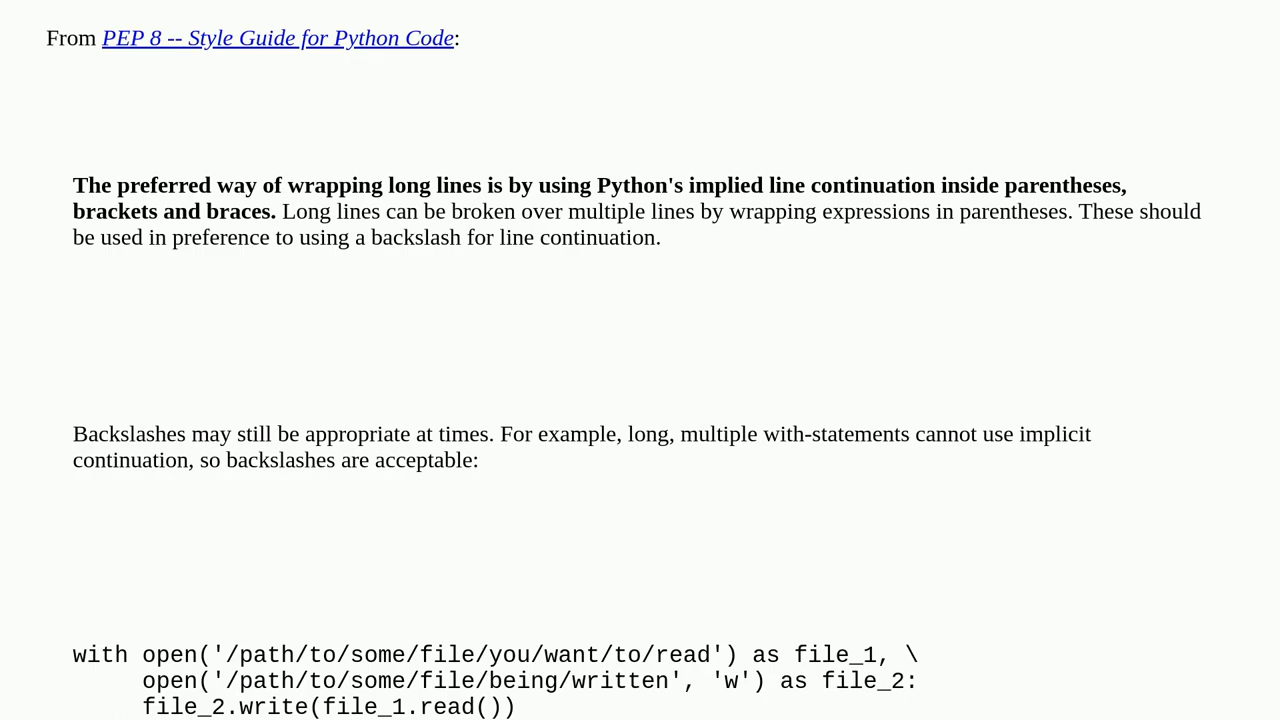 From PEP 8 -- Style Guide for Python Code:
The preferred way of wrapping long lines is by using Python's implied line continuation inside parentheses,
brackets and braces. Long lines can be broken over multiple lines by wrapping expressions in parentheses. These should
be used in preference to using a backslash for line continuation.
Backslashes may still be appropriate at times. For example, long, multiple with-statements cannot use implicit
continuation, so backslashes are acceptable:
with open('/path/to/some/file/you/want/to/read') as file_1, \
     open('/path/to/some/file/being/written', 'w') as file_2:
     file_2.write(file_1.read())